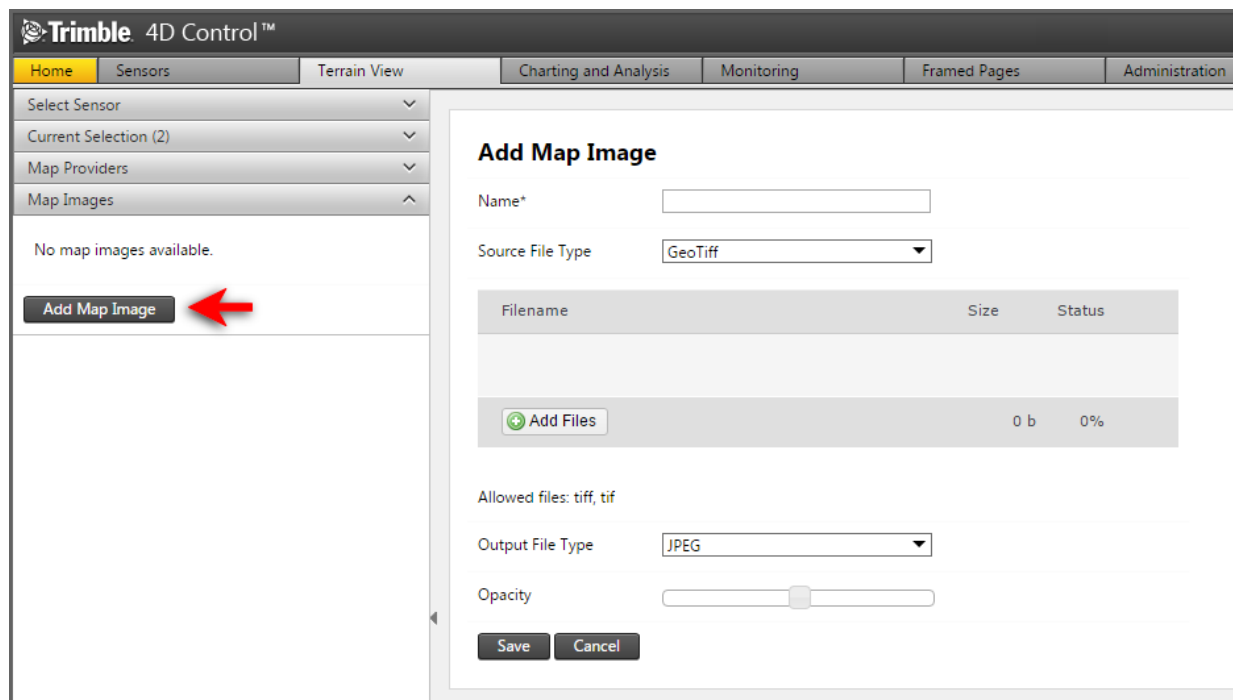 Trimble. 4D Control™
Home Sensors Terrain View Charting and Analysis Monitoring Framed Pages Administration
Select Sensor
Current Selection (2)
Map Providers
Map Images
No map images available.
Add Map Image
Add Map Image
Name*
Source File Type GeoTiff
Filename Size Status
Add Files 0 b 0%
Allowed files: tiff, tif
Output File Type JPEG
Opacity
Save Cancel